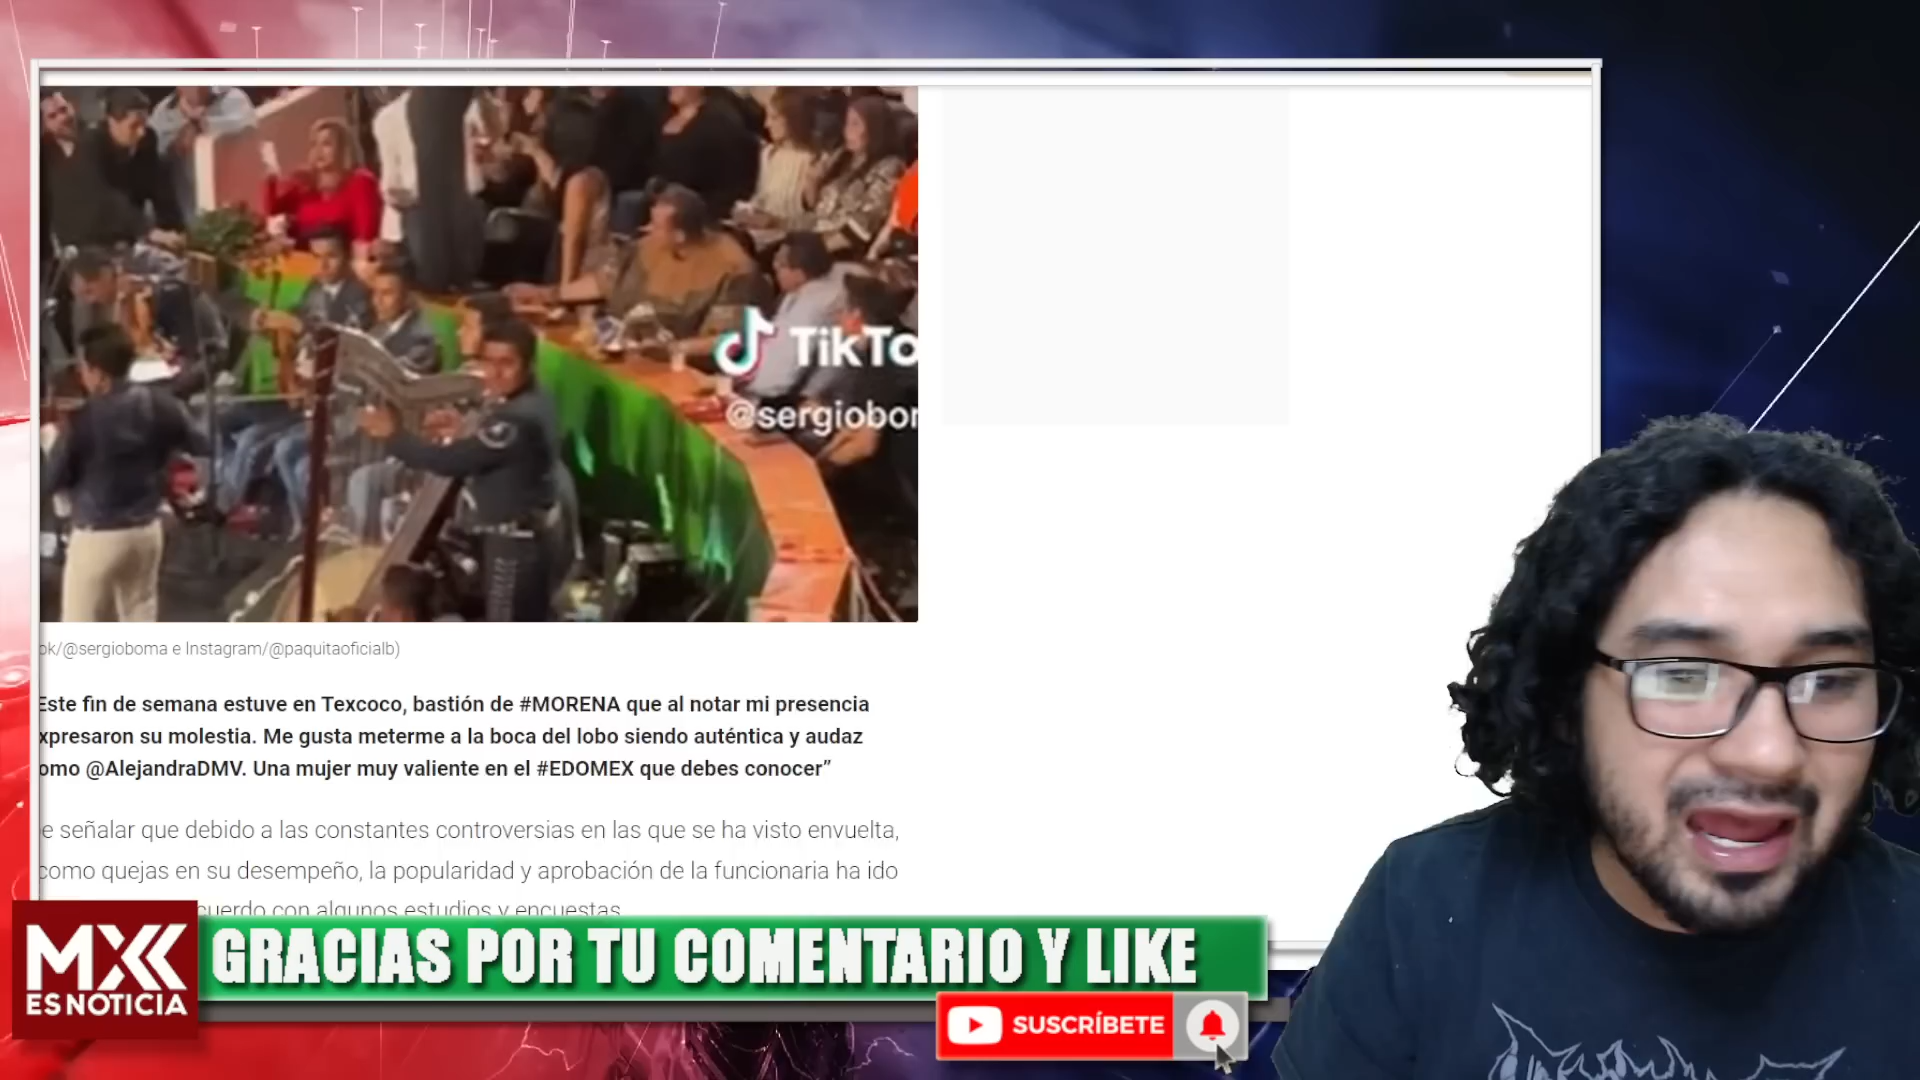 TikTo
@sergiobor
ok/@sergioboma e Instagram/@paquitaoficialb)
Este fin de semana estuve en Texcoco, bastión de #MORENA que al notar mi presencia
xpresaron su molestia. Me gusta meterme a la boca del lobo siendo auténtica y audaz
omo @AlejandraDMV. Una mujer muy valiente en el #EDOMEX que debes conocer”
e señalar que debido a las constantes controversias en las que se ha visto envuelta,
como quejas en su desempeño, la popularidad y aprobación de la funcionaria ha ido
cuerdo con algunos estudios y encuestas.
MX
ES NOTICIA
GRACIAS POR TU COMENTARIO Y LIKE
SUSCRÍBETE